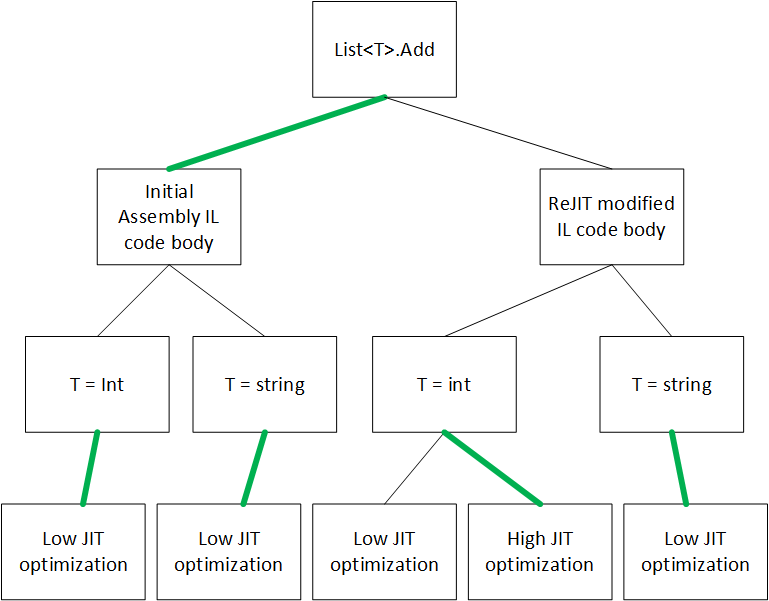 List<T>.Add
Initial
Assembly IL
code body
ReJIT modified
IL code body
T = Int
T = string
T = int
T = string
Low JIT
optimization
Low JIT
optimization
Low JIT
optimization
High JIT
optimization
Low JIT
optimization